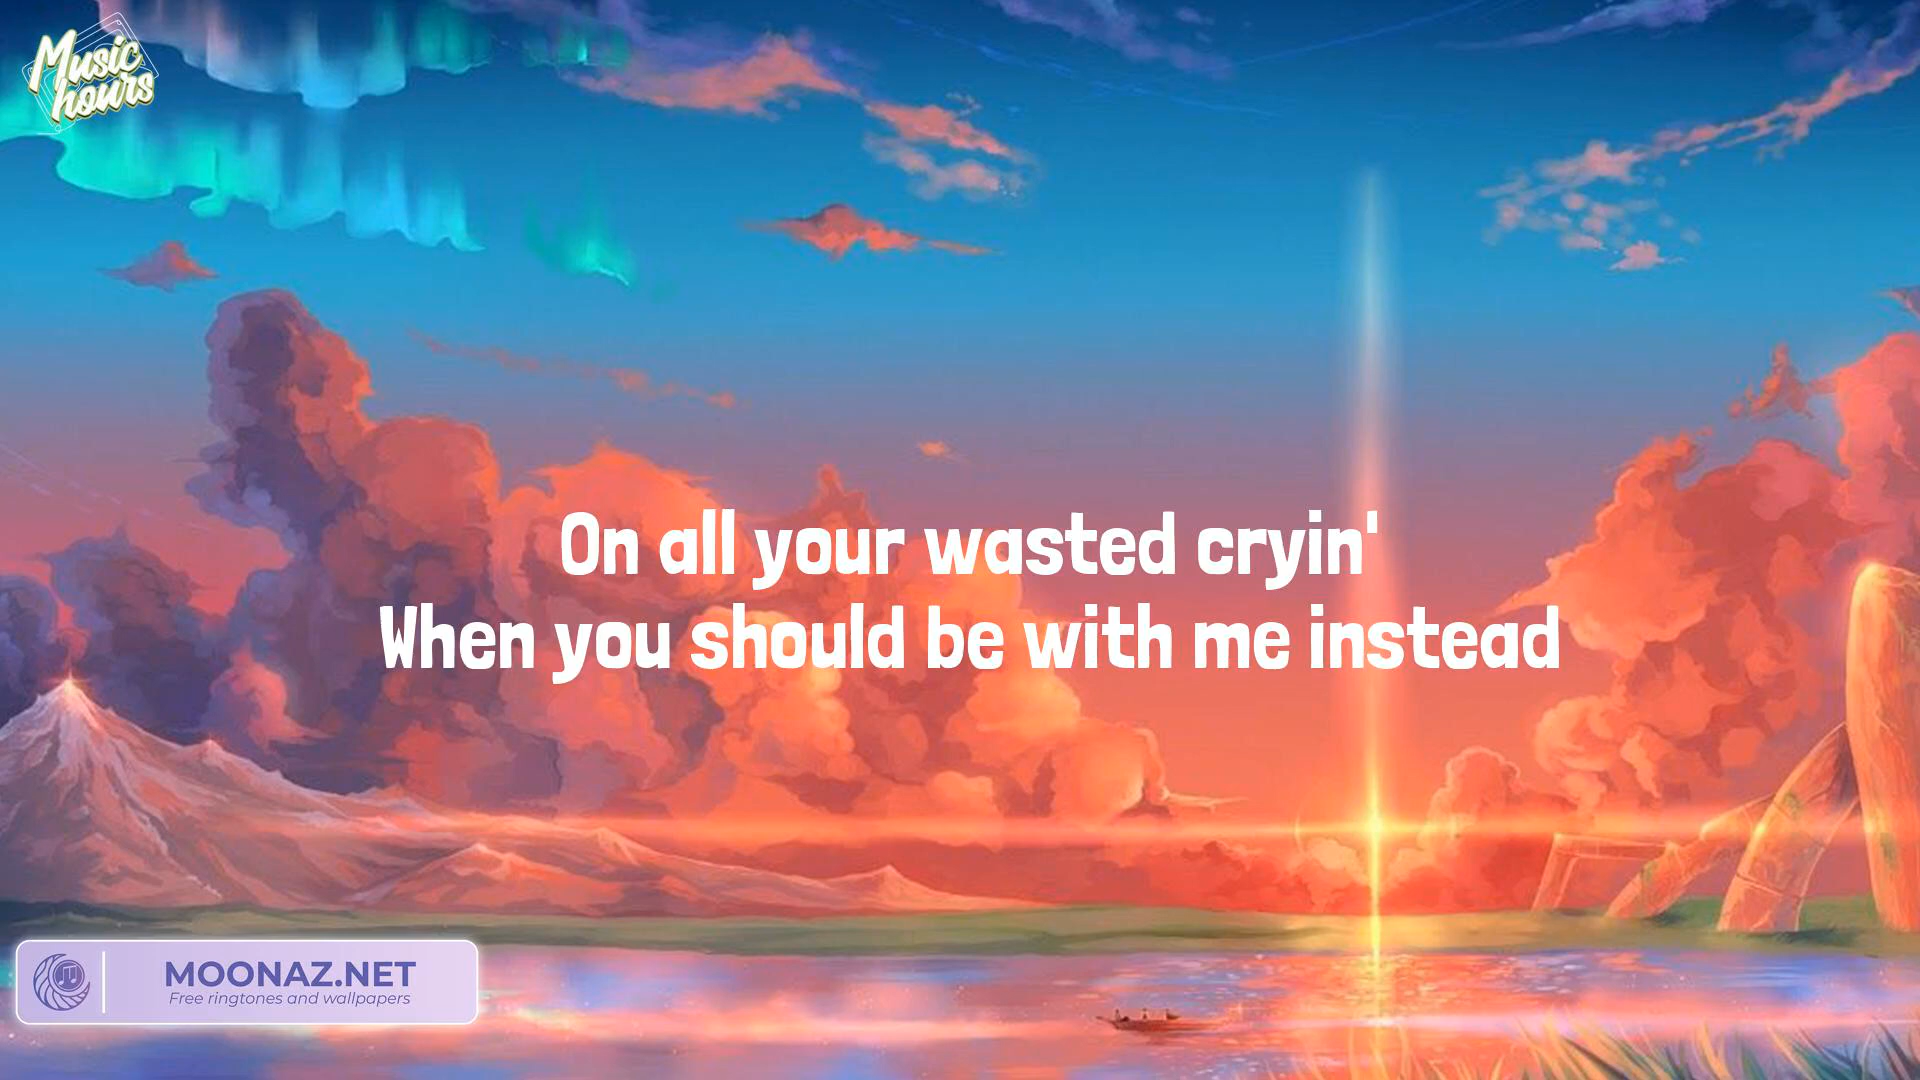 Music
hours
On all your wasted cryin'
When you should be with me instead
MOONAZ.NET
Free ringtones and wallpapers